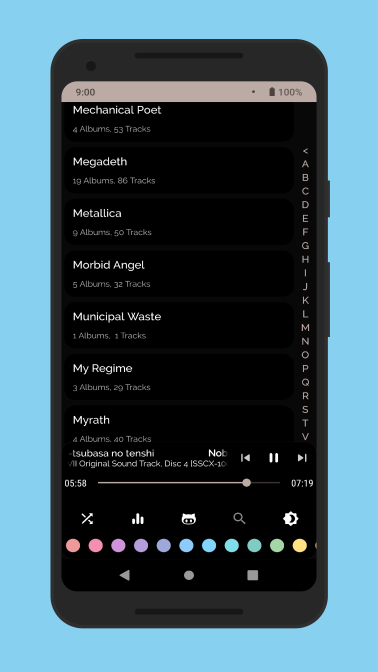 9:00
100%
Mechanical Poet
4 Albums, 53 Tracks
Megadeth
19 Albums, 86 Tracks
Metallica
9 Albums, 50 Tracks
Morbid Angel
5 Albums, 32 Tracks
Municipal Waste
1 Albums, 1 Tracks
My Regime
3 Albums, 29 Tracks
Myrath
4 Albums, 40 Tracks
<
A
B
C
D
E
F
G
H
I
J
K
L
M
N
O
P
Q
R
S
T
V
-tsubasa no tenshi Nob
VII Original Sound Track, Disc 4 [SSCX-10
05:58
07:19